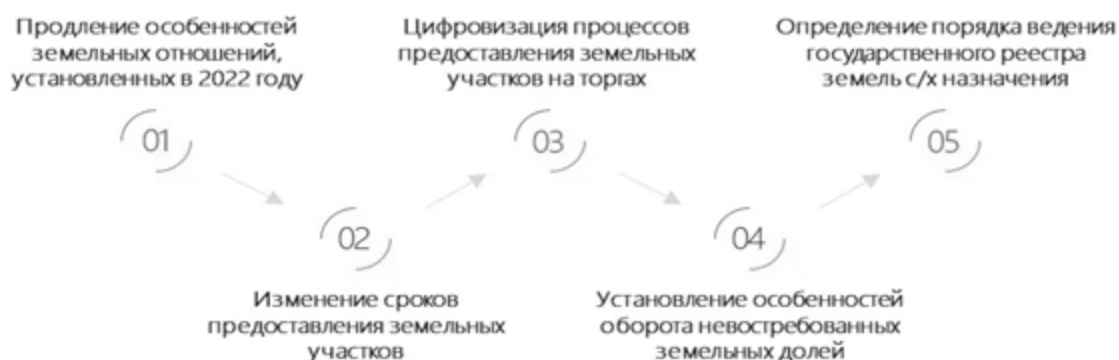 Продление особенностей
земельных отношений,
установленных в 2022 году
01
Изменение сроков
предоставления земельных
участков
02
Цифровизация процессов
предоставления земельных
участков на торгах
03
Установление особенностей
оборота невостребованных
земельных долей
04
Определение порядка ведения
государственного реестра
земель с/х назначения
05